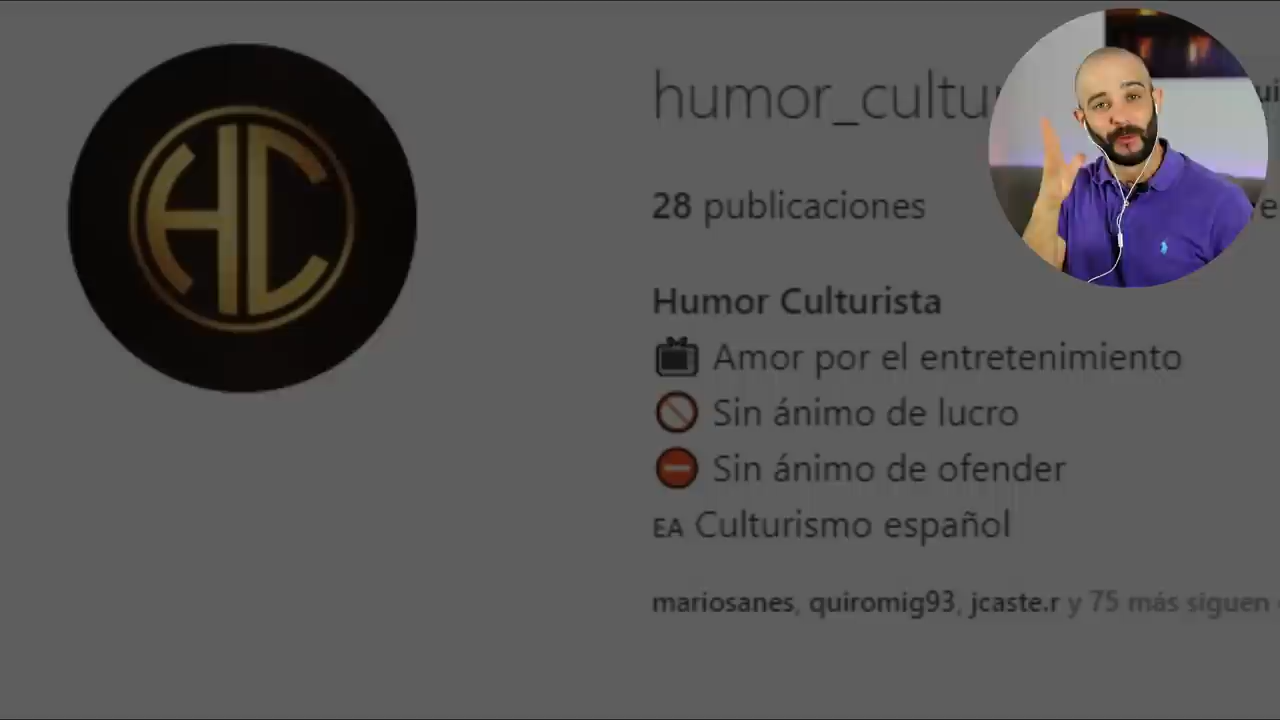 HC
humor_cultu
28 publicaciones
Humor Culturista
Amor por el entretenimiento
Sin ánimo de lucro
Sin ánimo de ofender
EA Culturismo español
mariosanes, quiromig93, jcaste.r y 75 más siguen